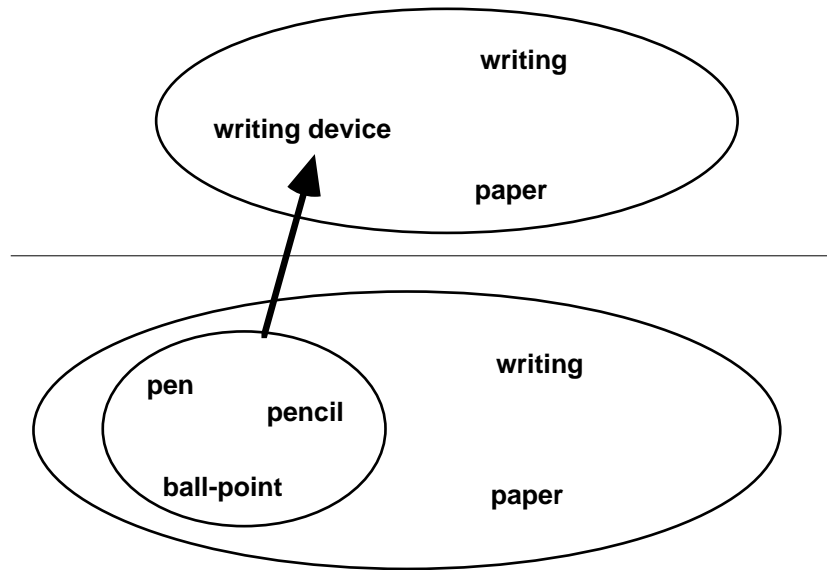 writing
writing device
paper
writing
pen
pencil
ball-point
paper